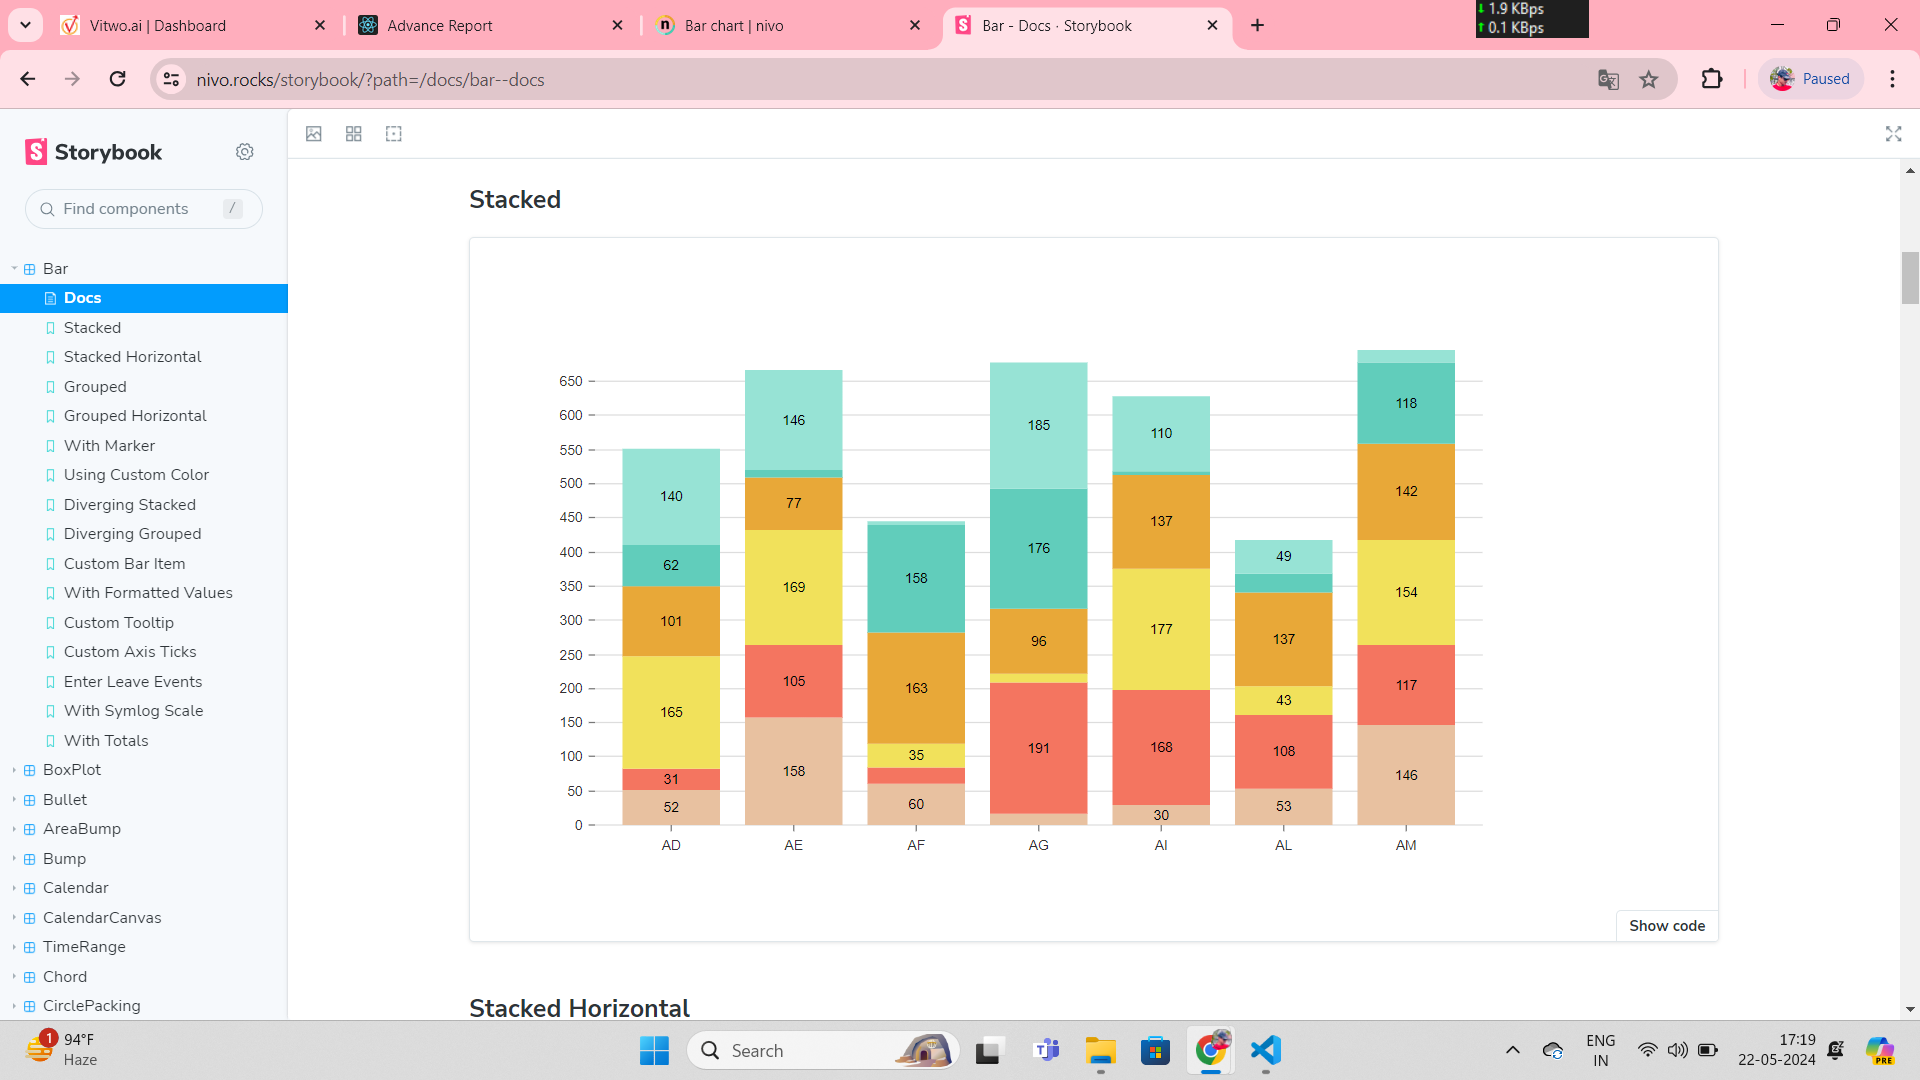 Vitwo.ai | Dashboard
Advance Report
Bar chart | nivo
Bar - Docs · Storybook
1.9 KBps
0.1 KBps
nivo.rocks/storybook/?path=/docs/bar--docs
Paused
Storybook
Find components
/
Bar
Docs
Stacked
Stacked Horizontal
Grouped
Grouped Horizontal
With Marker
Using Custom Color
Diverging Stacked
Diverging Grouped
Custom Bar Item
With Formatted Values
Custom Tooltip
Custom Axis Ticks
Enter Leave Events
With Symlog Scale
With Totals
BoxPlot
Bullet
AreaBump
Bump
Calendar
CalendarCanvas
TimeRange
Chord
CirclePacking
Stacked
650
600
550
500
450
400
350
300
250
200
150
100
50
0
140
62
101
165
31
52
146
77
169
105
158
158
163
35
60
185
176
96
191
110
137
177
168
30
49
137
43
108
53
118
142
154
117
146
AD AE AF AG AI AL AM
Show code
Stacked Horizontal
1
94°F
Haze
Search
ENG
IN
17:19
22-05-2024
PRE